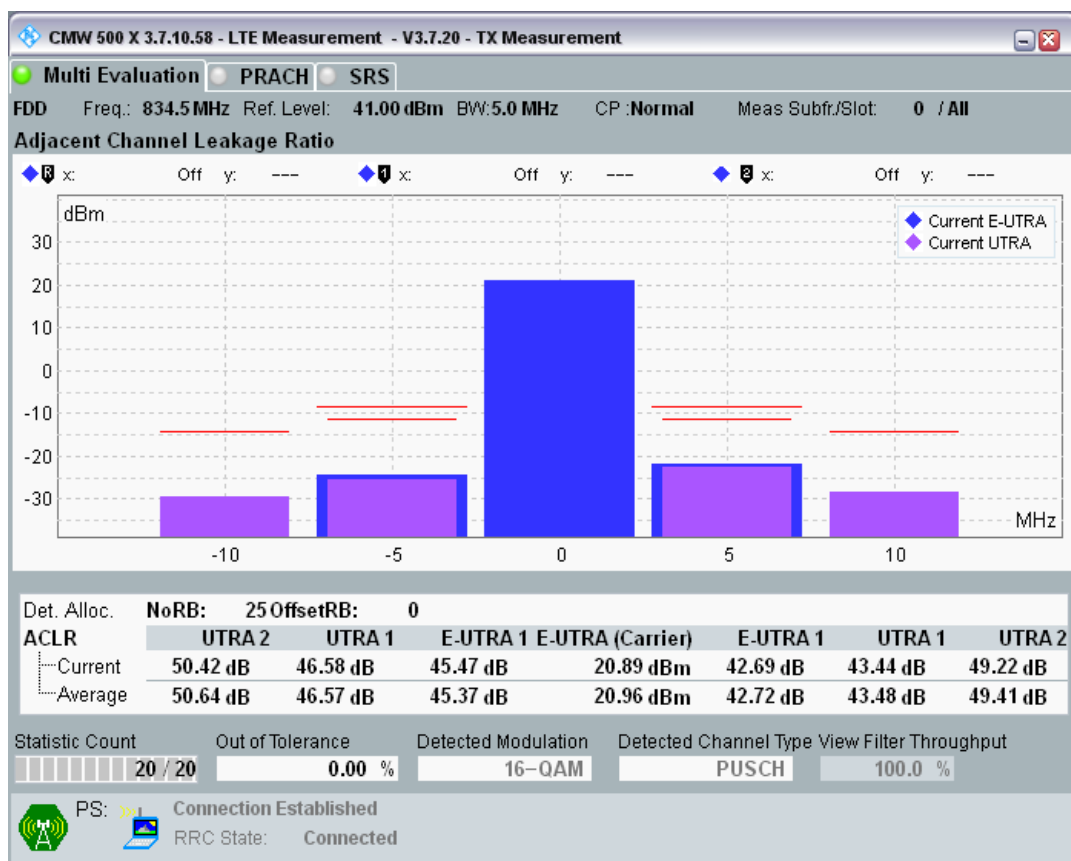 CMW 500 X 3.7.10.58 - LTE Measurement - V3.7.20 - TX Measurement
Multi Evaluation PRACH SRS
FDD Freq.: 834.5 MHz Ref. Level: 41.00 dBm BW: 5.0 MHz CP : Normal Meas Subfr./Slot: 0 / All
Adjacent Channel Leakage Ratio
R x: Off y: --- 1 x: Off y: --- 2 x: Off y: ---
dBm
Current E-UTRA
Current UTRA
30
20
10
0
-10
-20
-30
MHz
-10 -5 0 5 10
Det. Alloc. NoRB: 25 OffsetRB: 0
ACLR UTRA 2 UTRA 1 E-UTRA 1 E-UTRA (Carrier) E-UTRA 1 UTRA 1 UTRA 2
Current 50.42 dB 46.58 dB 45.47 dB 20.89 dBm 42.69 dB 43.44 dB 49.22 dB
Average 50.64 dB 46.57 dB 45.37 dB 20.96 dBm 42.72 dB 43.48 dB 49.41 dB
Statistic Count Out of Tolerance Detected Modulation Detected Channel Type View Filter Throughput
20 / 20 0.00 % 16-QAM PUSCH 100.0 %
PS: Connection Established
RRC State: Connected